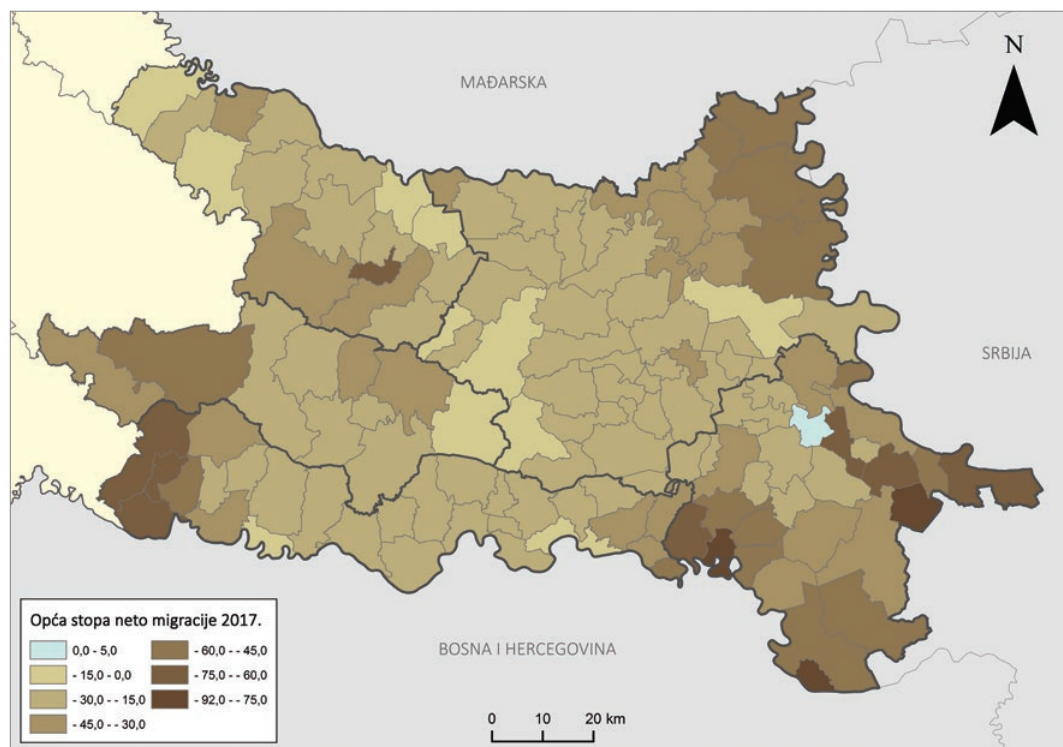 MAĐARSKA
N
SRBIJA
BOSNA I HERCEGOVINA
Opća stopa neto migracije 2017.
0,0 - 5,0
- 15,0 - 0,0
- 30,0 - - 15,0
- 45,0 - - 30,0
- 60,0 - - 45,0
- 75,0 - - 60,0
- 92,0 - - 75,0
0 10 20 km